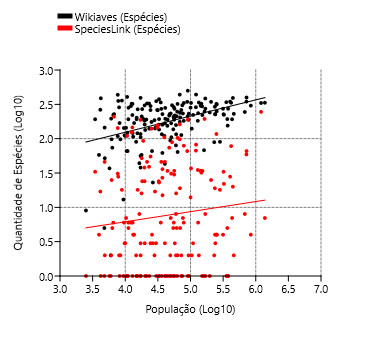 Wikiaves (Espécies)
SpeciesLink (Espécies)
3.0
2.5
2.0
1.5
1.0
0.5
0.0
Quantidade de Espécies (Log10)
3.0 3.5 4.0 4.5 5.0 5.5 6.0 6.5 7.0
População (Log10)